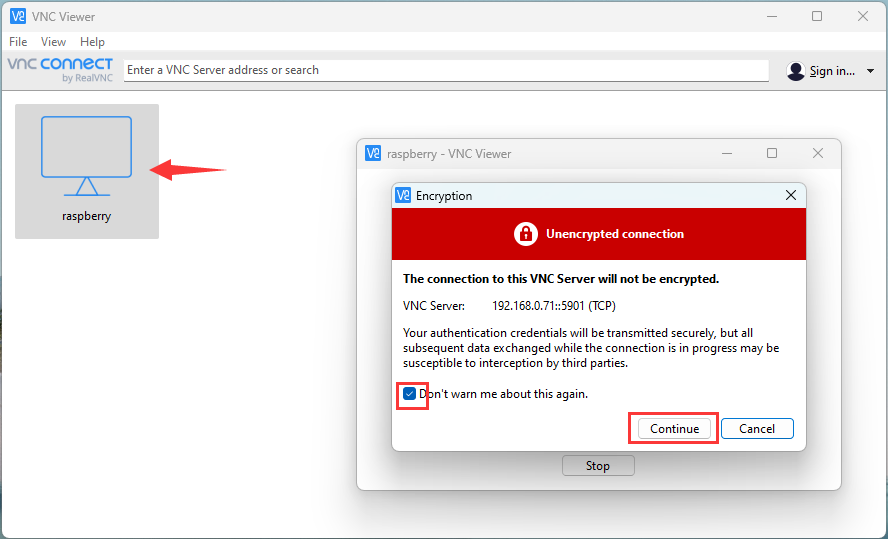 VNC Viewer
File View Help
VNC CONNECT
by RealVNC
Enter a VNC Server address or search
Sign in...
raspberry
raspberry - VNC Viewer
Encryption
Unencrypted connection
The connection to this VNC Server will not be encrypted.
VNC Server: 192.168.0.71::5901 (TCP)
Your authentication credentials will be transmitted securely, but all
subsequent data exchanged while the connection is in progress may be
susceptible to interception by third parties.
Don't warn me about this again.
Continue Cancel
Stop